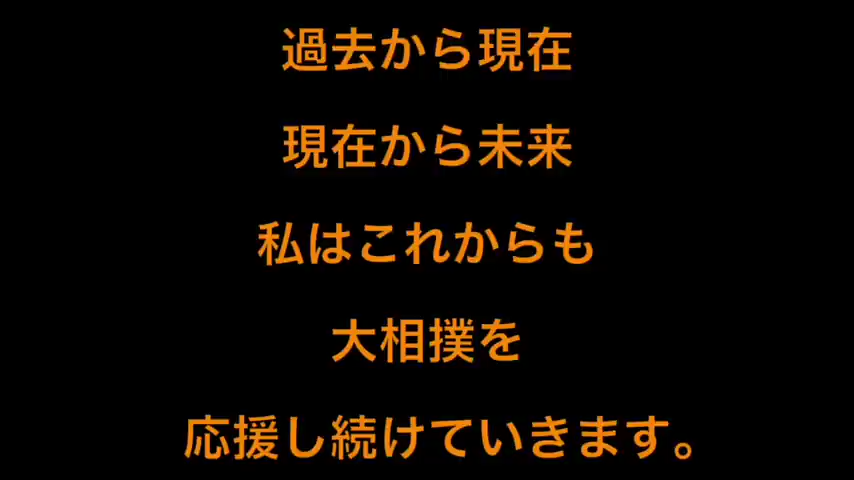 過去から現在
現在から未来
私はこれからも
大相撲を
応援し続けていきます。